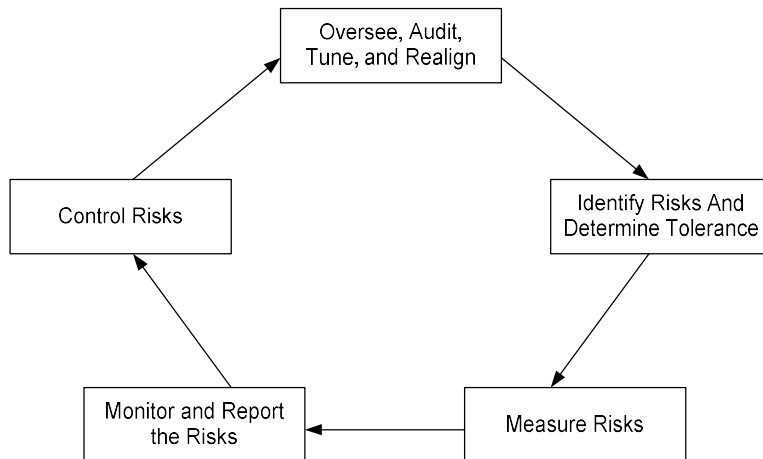 Oversee, Audit,
Tune, and Realign
Identify Risks And
Determine Tolerance
Measure Risks
Monitor and Report
the Risks
Control Risks